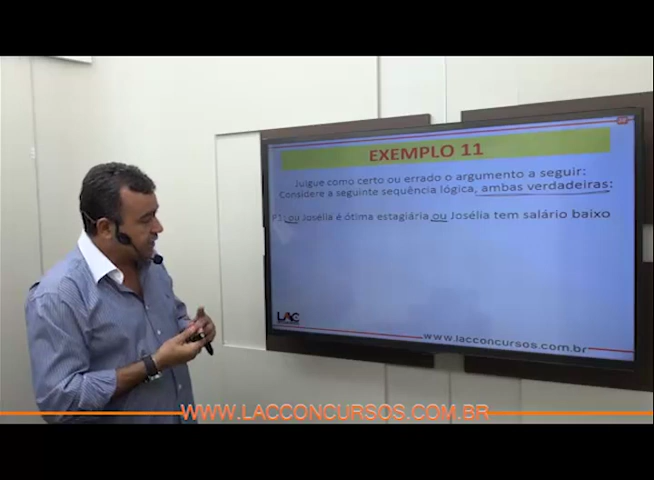 EXEMPLO 11
Julgue como certo ou errado o argumento a seguir:
Considere a seguinte sequência lógica, ambas verdadeiras:
P1: ou Josélia é ótima estagiária ou Josélia tem salário baixo
LAC
www.lacconcursos.com.br
WWW.LACCONCURSOS.COM.BR